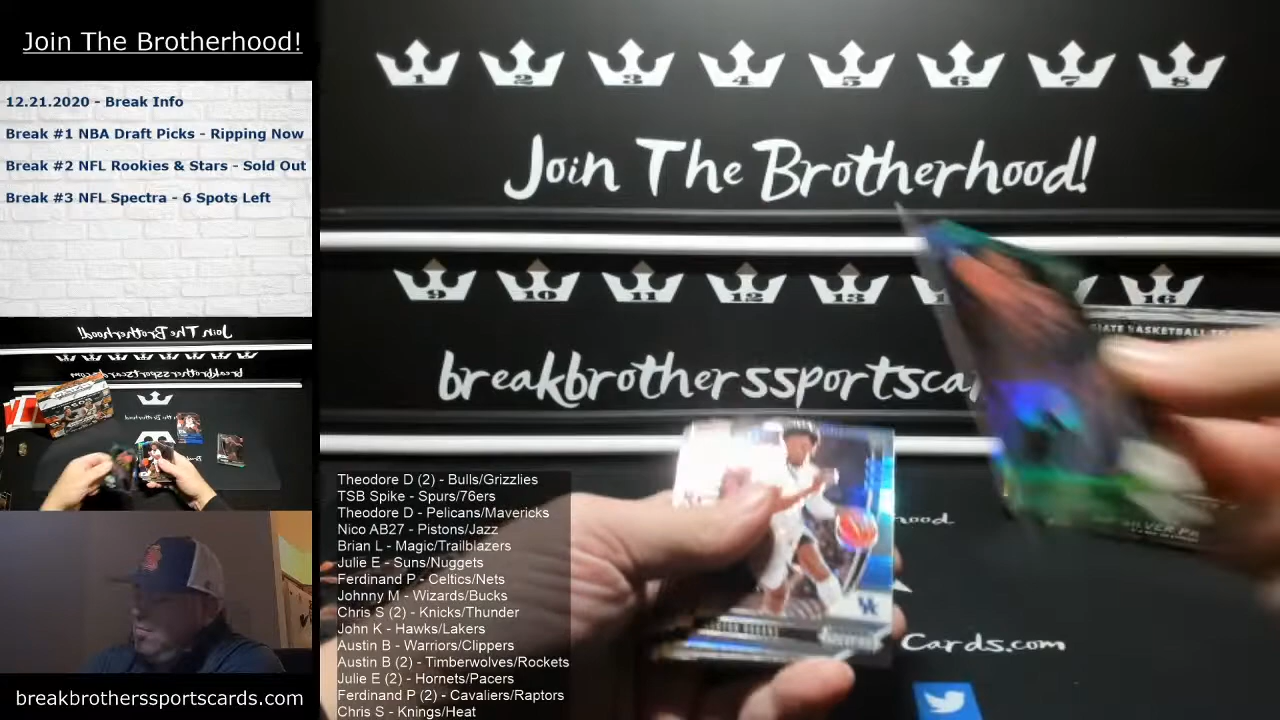 Join The Brotherhood!
12.21.2020 - Break Info
Break #1 NBA Draft Picks - Ripping Now
Break #2 NFL Rookies & Stars - Sold Out
Break #3 NFL Spectra - 6 Spots Left
Join The Brotherhood!
breakbrotherssportscards.com
1 2 3 4 5 6 7 8
Join The Brotherhood!
9 10 11 12 13 16
breakbrotherssportsca
Theodore D (2) - Bulls/Grizzlies
TSB Spike - Spurs/76ers
Theodore D - Pelicans/Mavericks
Nico AB27 - Pistons/Jazz
Brian L - Magic/Trailblazers
Julie E - Suns/Nuggets
Ferdinand P - Celtics/Nets
Johnny M - Wizards/Bucks
Chris S (2) - Knicks/Thunder
John K - Hawks/Lakers
Austin B - Warriors/Clippers
Austin B (2) - Timberwolves/Rockets
Julie E (2) - Hornets/Pacers
Ferdinand P (2) - Cavaliers/Raptors
Chris S - Knings/Heat
BASKETBALL
SILVER
Cards.com
UK